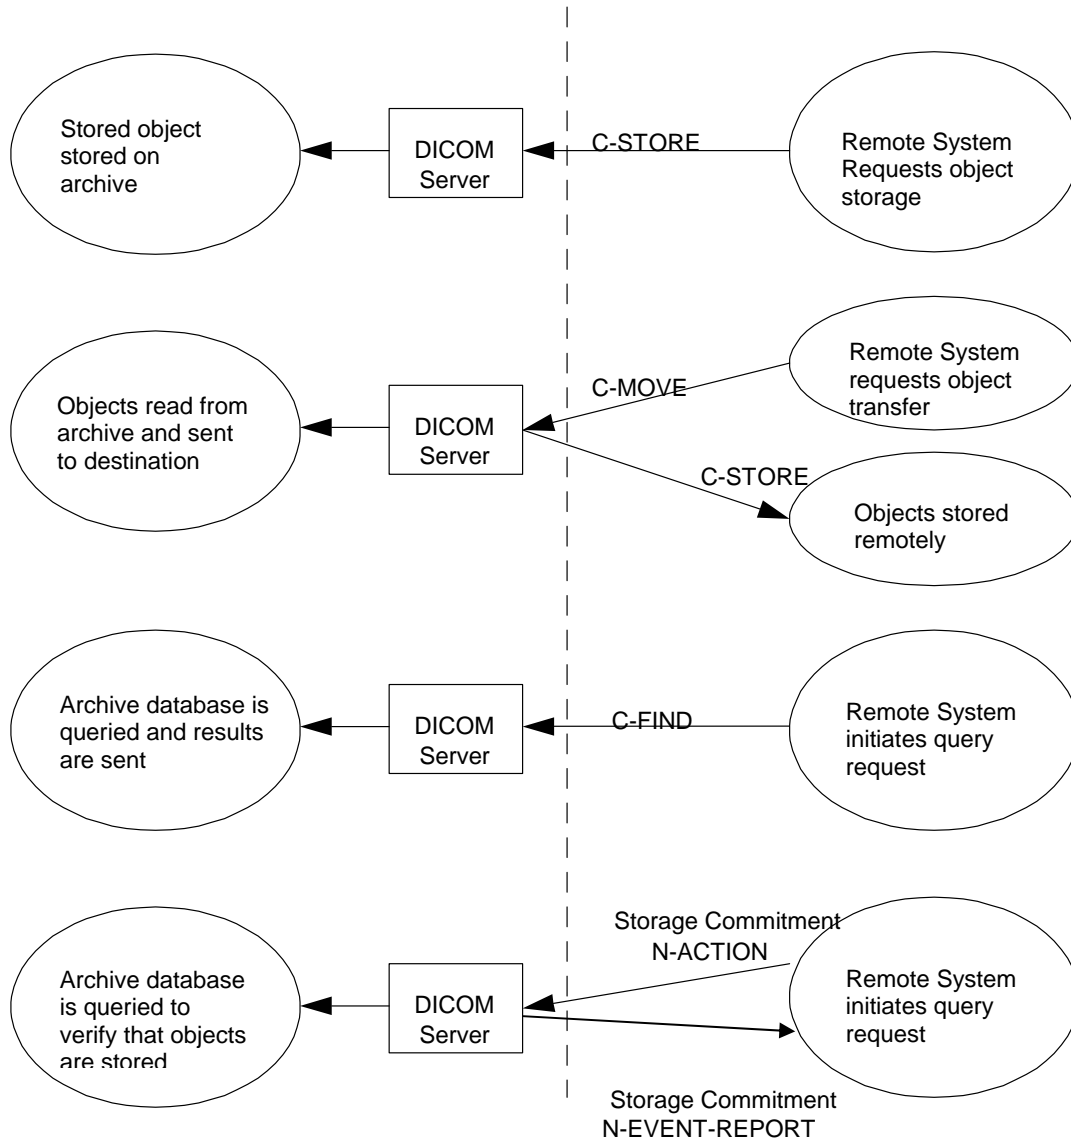 Stored object
stored on
archive
DICOM
Server
C-STORE
Remote System
Requests object
storage
Objects read from
archive and sent
to destination
DICOM
Server
C-MOVE
Remote System
requests object
transfer
C-STORE
Objects stored
remotely
Archive database is
queried and results
are sent
DICOM
Server
C-FIND
Remote System
initiates query
request
Archive database
is queried to
verify that objects
are stored
DICOM
Server
Storage Commitment
N-ACTION
Remote System
initiates query
request
Storage Commitment
N-EVENT-REPORT